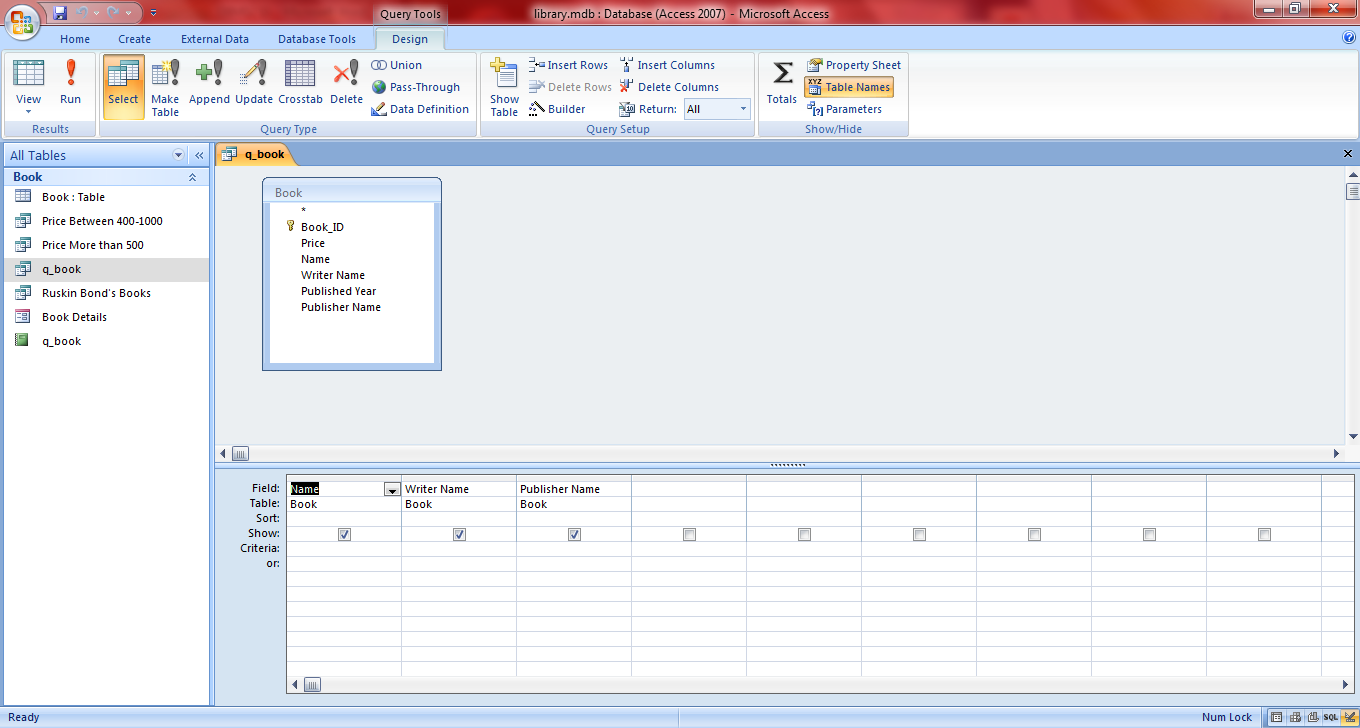 Query Tools
library.mdb : Database (Access 2007) - Microsoft Access
Home Create External Data Database Tools Design
View Run Select Make Table Append Update Crosstab Delete
Union
Pass-Through
Data Definition
Show Table
Insert Rows
Delete Rows
Builder
Insert Columns
Delete Columns
Return: All
Σ Totals
Property Sheet
XYZ Table Names
[?] Parameters
Results Query Type Query Setup Show/Hide
All Tables «
q_book
Book
Book : Table
Price Between 400-1000
Price More than 500
q_book
Ruskin Bond's Books
Book Details
q_book
Book
*
Book_ID
Price
Name
Writer Name
Published Year
Publisher Name
Field: Name Writer Name Publisher Name
Table: Book Book Book
Sort:
Show:
Criteria:
or:
Ready Num Lock SQL